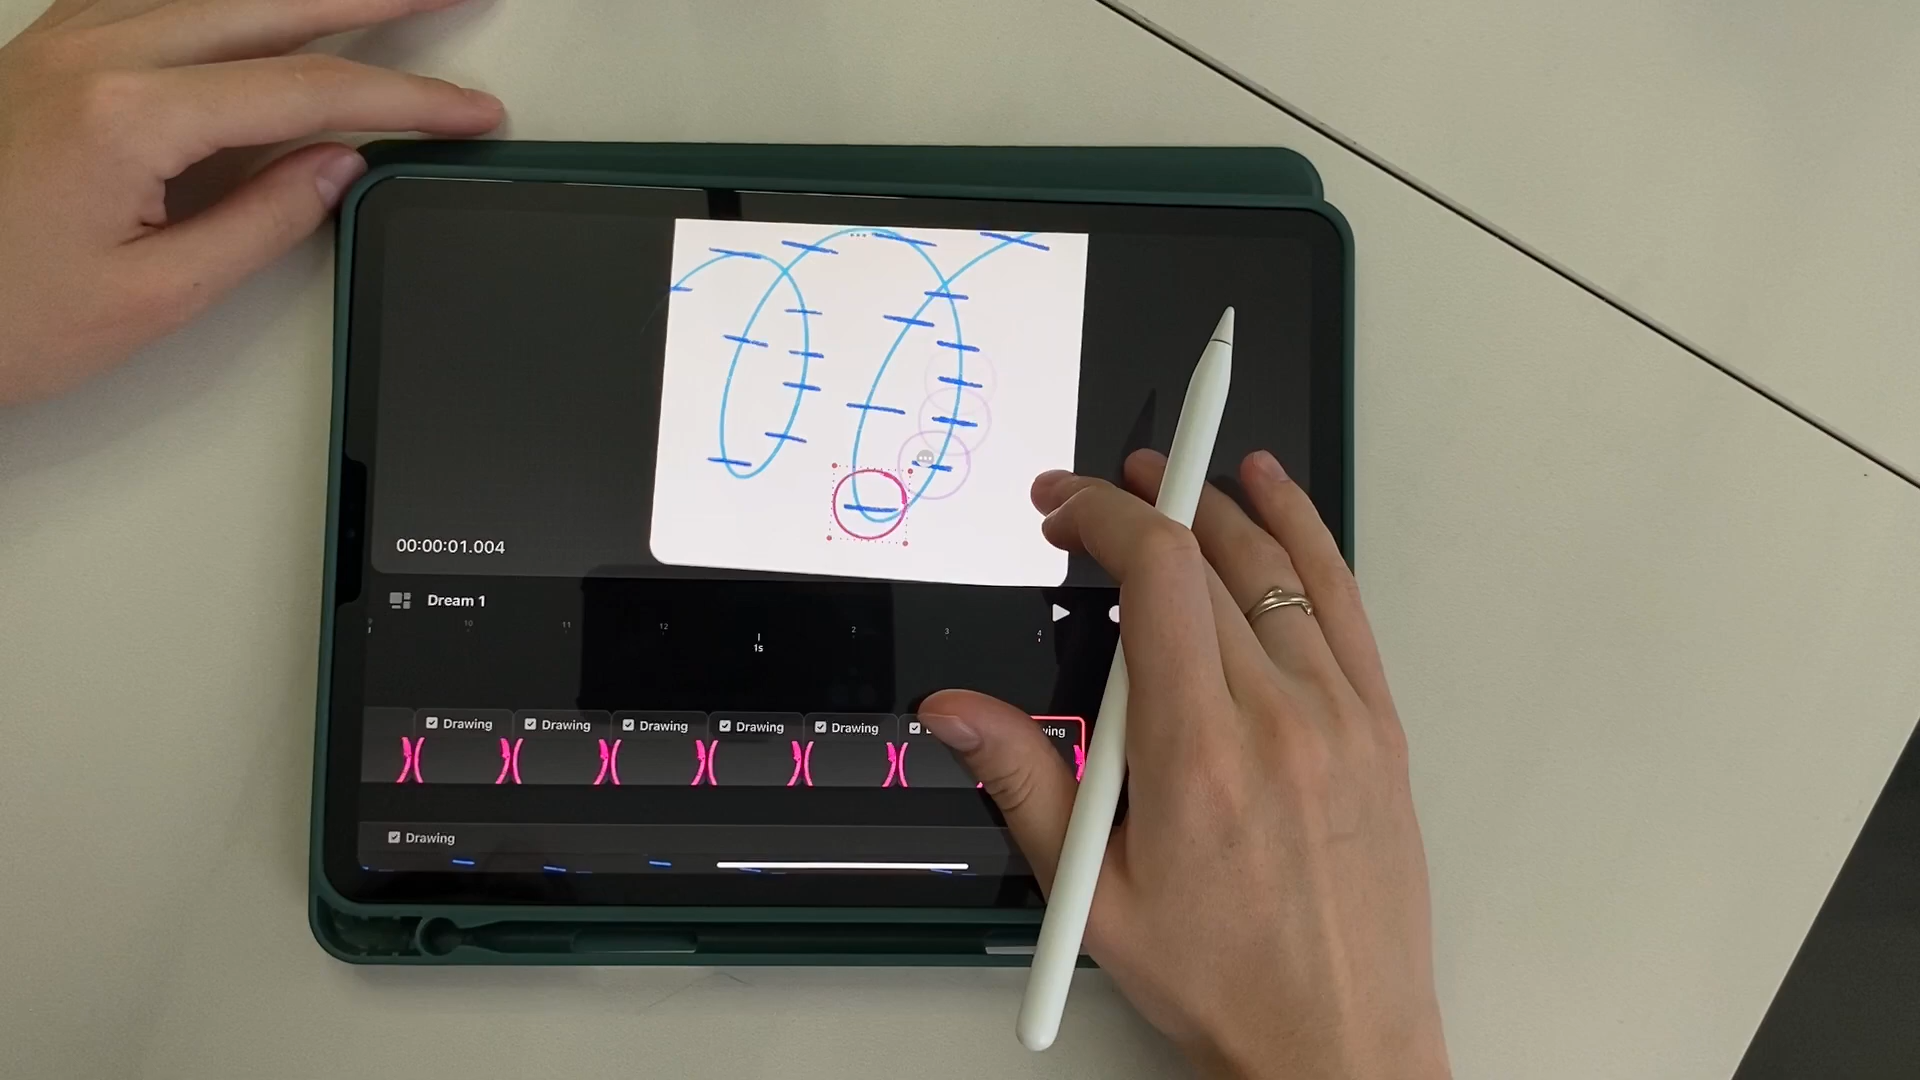 00:00:01.004
Dream 1
10 11 12 2 3 4
1s
Drawing Drawing Drawing Drawing Drawing
Drawing